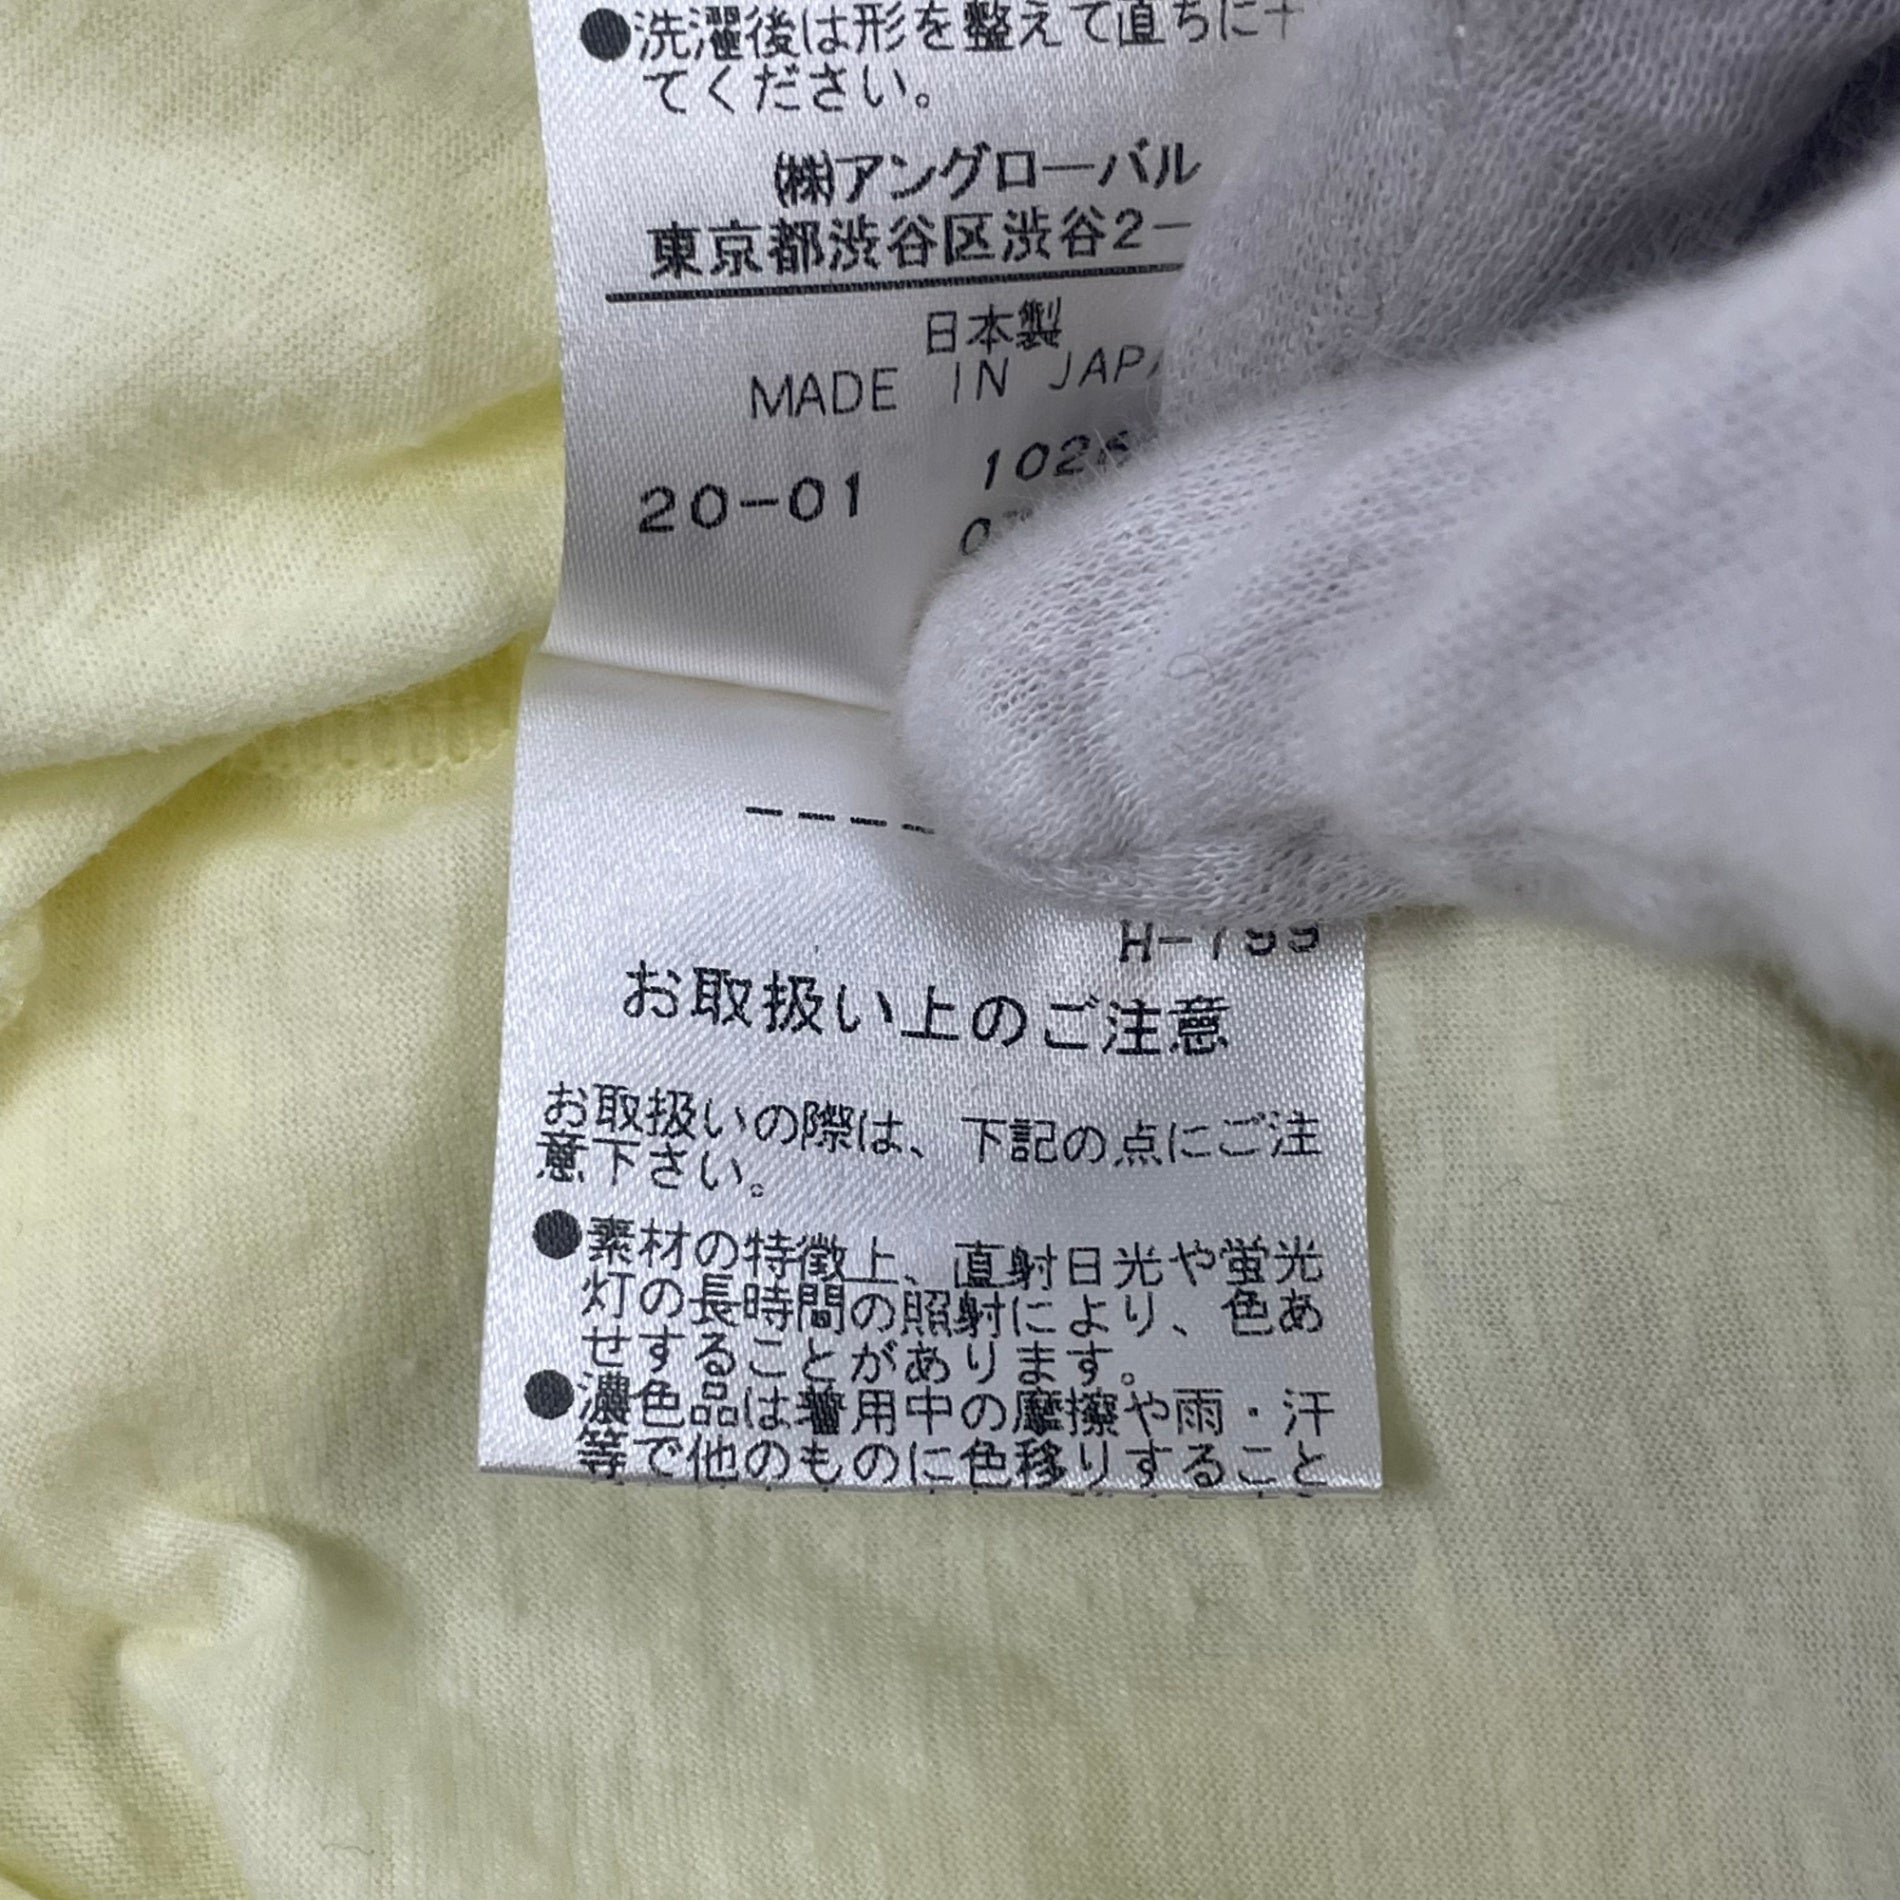 ●洗濯後は形を整えて直ちに
てください。
㈱アングローバル
東京都渋谷区渋谷2-
日本製
MADE IN JAPA
20-01
102
H-799
お取扱い上のご注意
お取扱いの際は、下記の点にご注
意下さい。
●素材の特徴上、直射日光や蛍光
灯の長時間の照射により、色あ
せすることがあります。
●濃色品は着用中の摩擦や雨・汗
等で他のものに色移りすること